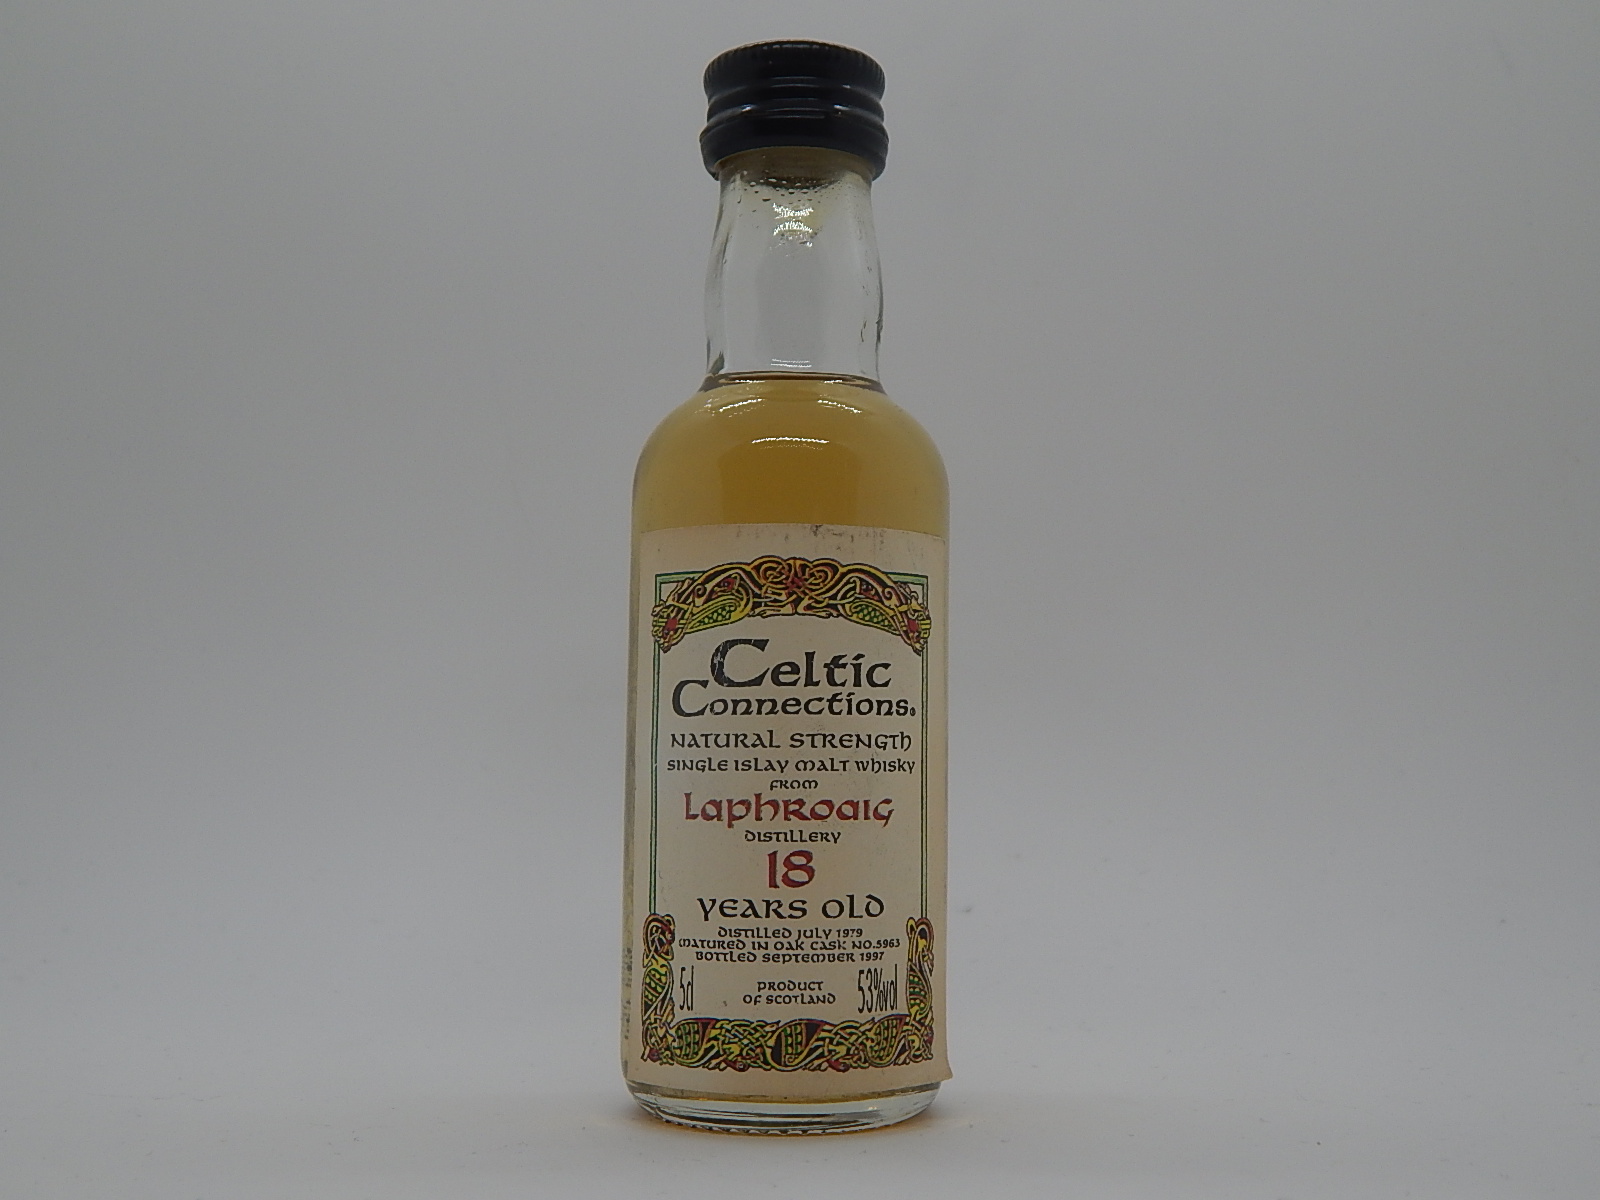 Celtic
Connections.
NATURAL STRENGTH
SINGLE ISLAY MALT WHISKY
FROM
Laphroaig
DISTILLERY
18
YEARS OLD
DISTILLED JULY 1979
MATURED IN OAK CASK NO.5963
BOTTLED SEPTEMBER 1997
5cl PRODUCT OF SCOTLAND 53%vol